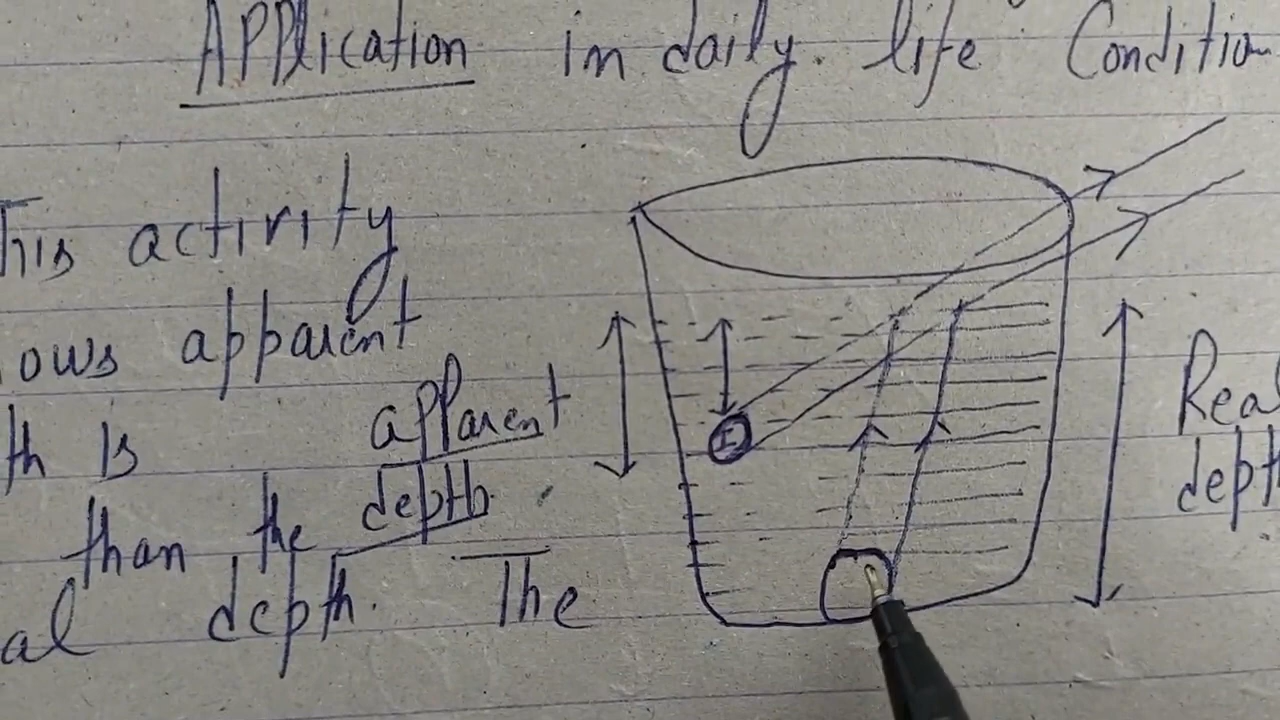 Application in daily life Condition
This activity
ows apparent
th is
than the
al depth. The
apparent
depth
I
Real
depth